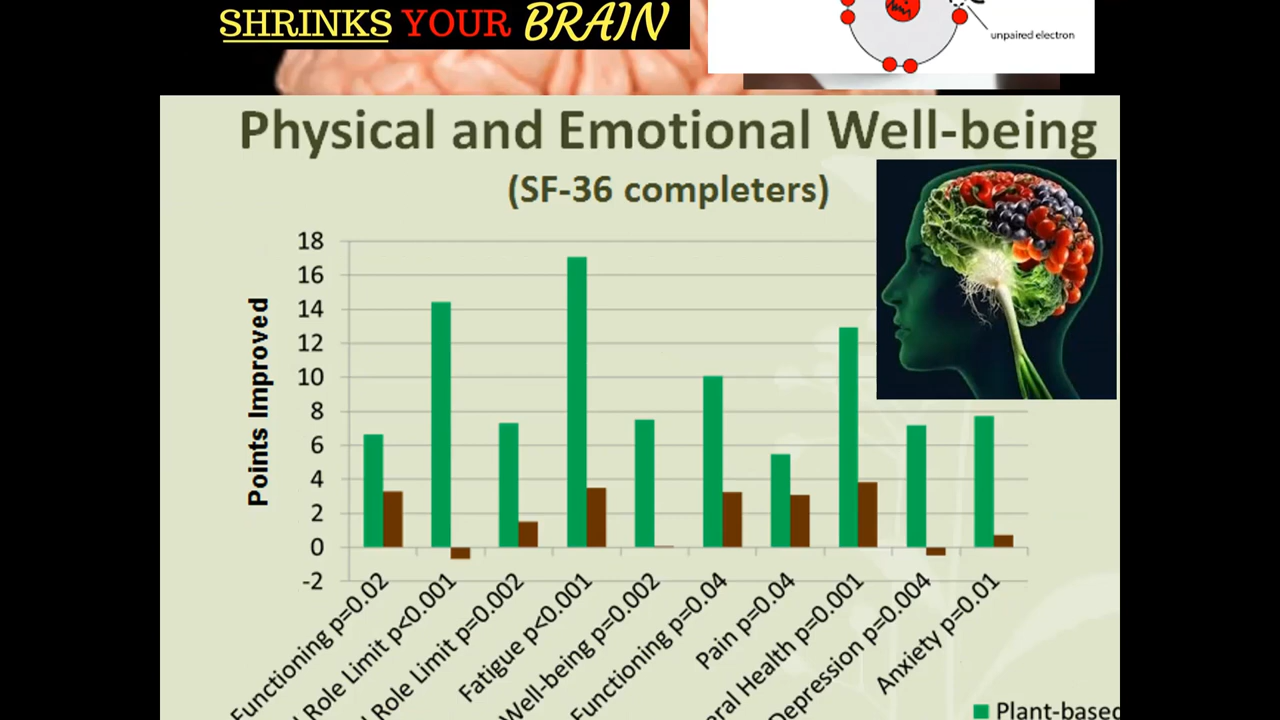 SHRINKS YOUR BRAIN
unpaired electron
Physical and Emotional Well-being
(SF-36 completers)
Points Improved
18
16
14
12
10
8
6
4
2
0
-2
Functioning p=0.02
Role Limit p<0.001
Role Limit p=0.002
Fatigue p<0.001
Well-being p=0.002
Functioning p=0.04
Pain p=0.04
Health p=0.001
Depression p=0.004
Anxiety p=0.01
Plant-based